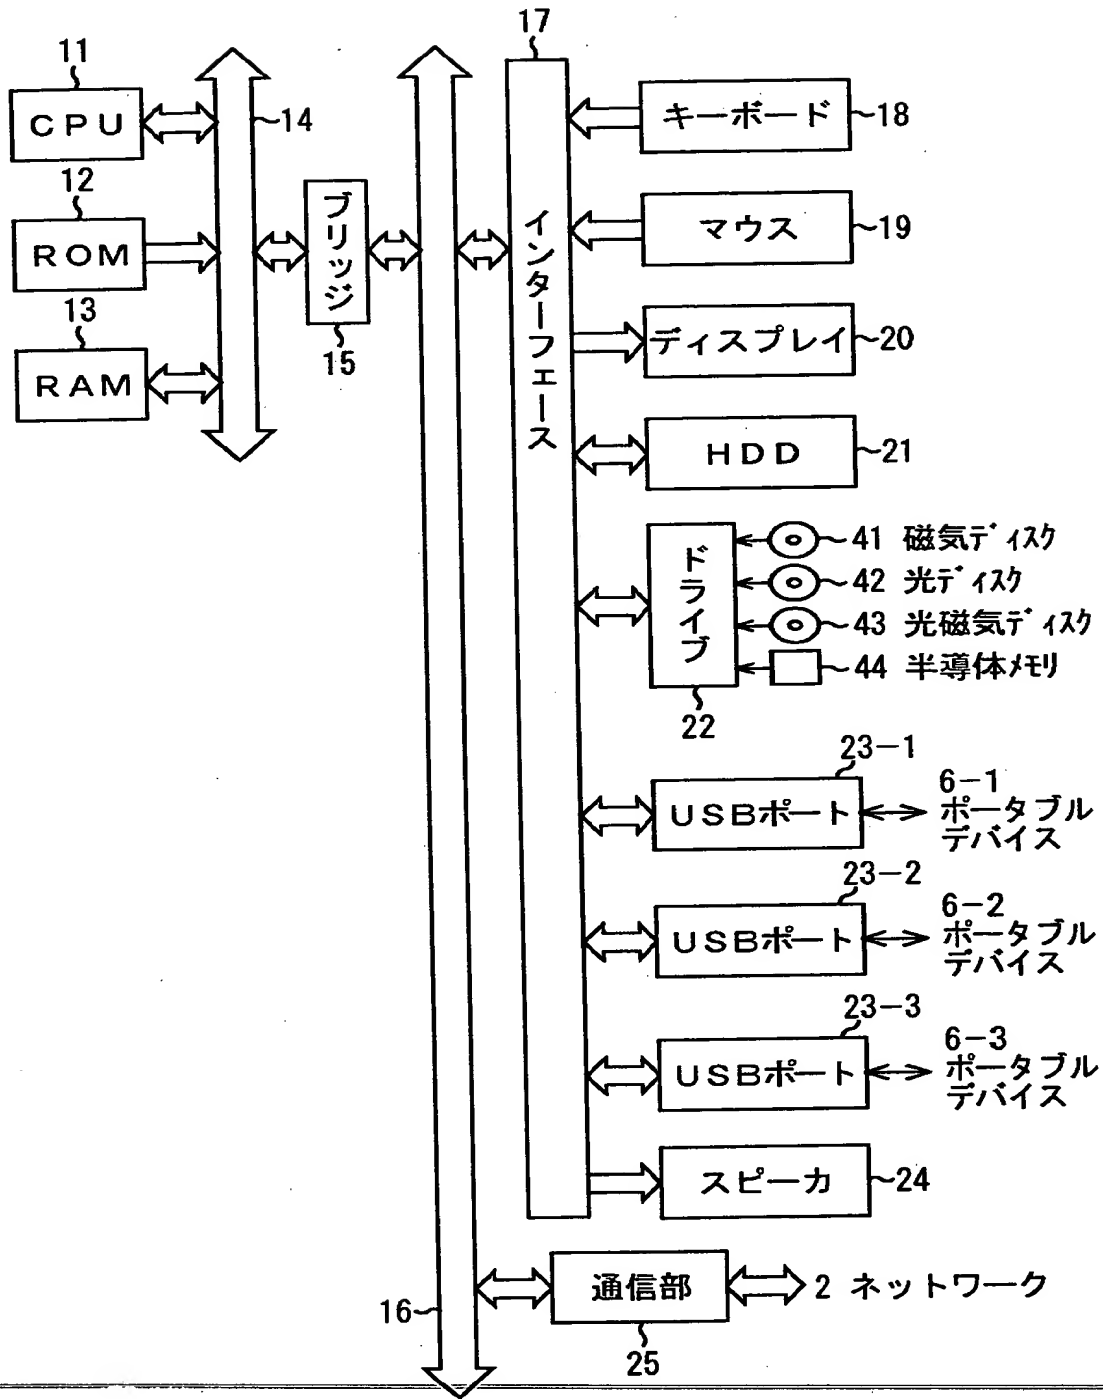 17
11
CPU
14
12
ROM
13
RAM
ブリッジ
15
インターフェース
キーボード
18
マウス
19
ディスプレイ
20
HDD
21
ドライブ
22
41 磁気ディスク
42 光ディスク
43 光磁気ディスク
44 半導体メモリ
23-1
USBポート
6-1
ポータブル
デバイス
23-2
USBポート
6-2
ポータブル
デバイス
23-3
USBポート
6-3
ポータブル
デバイス
スピーカ
24
16
通信部
25
2 ネットワーク